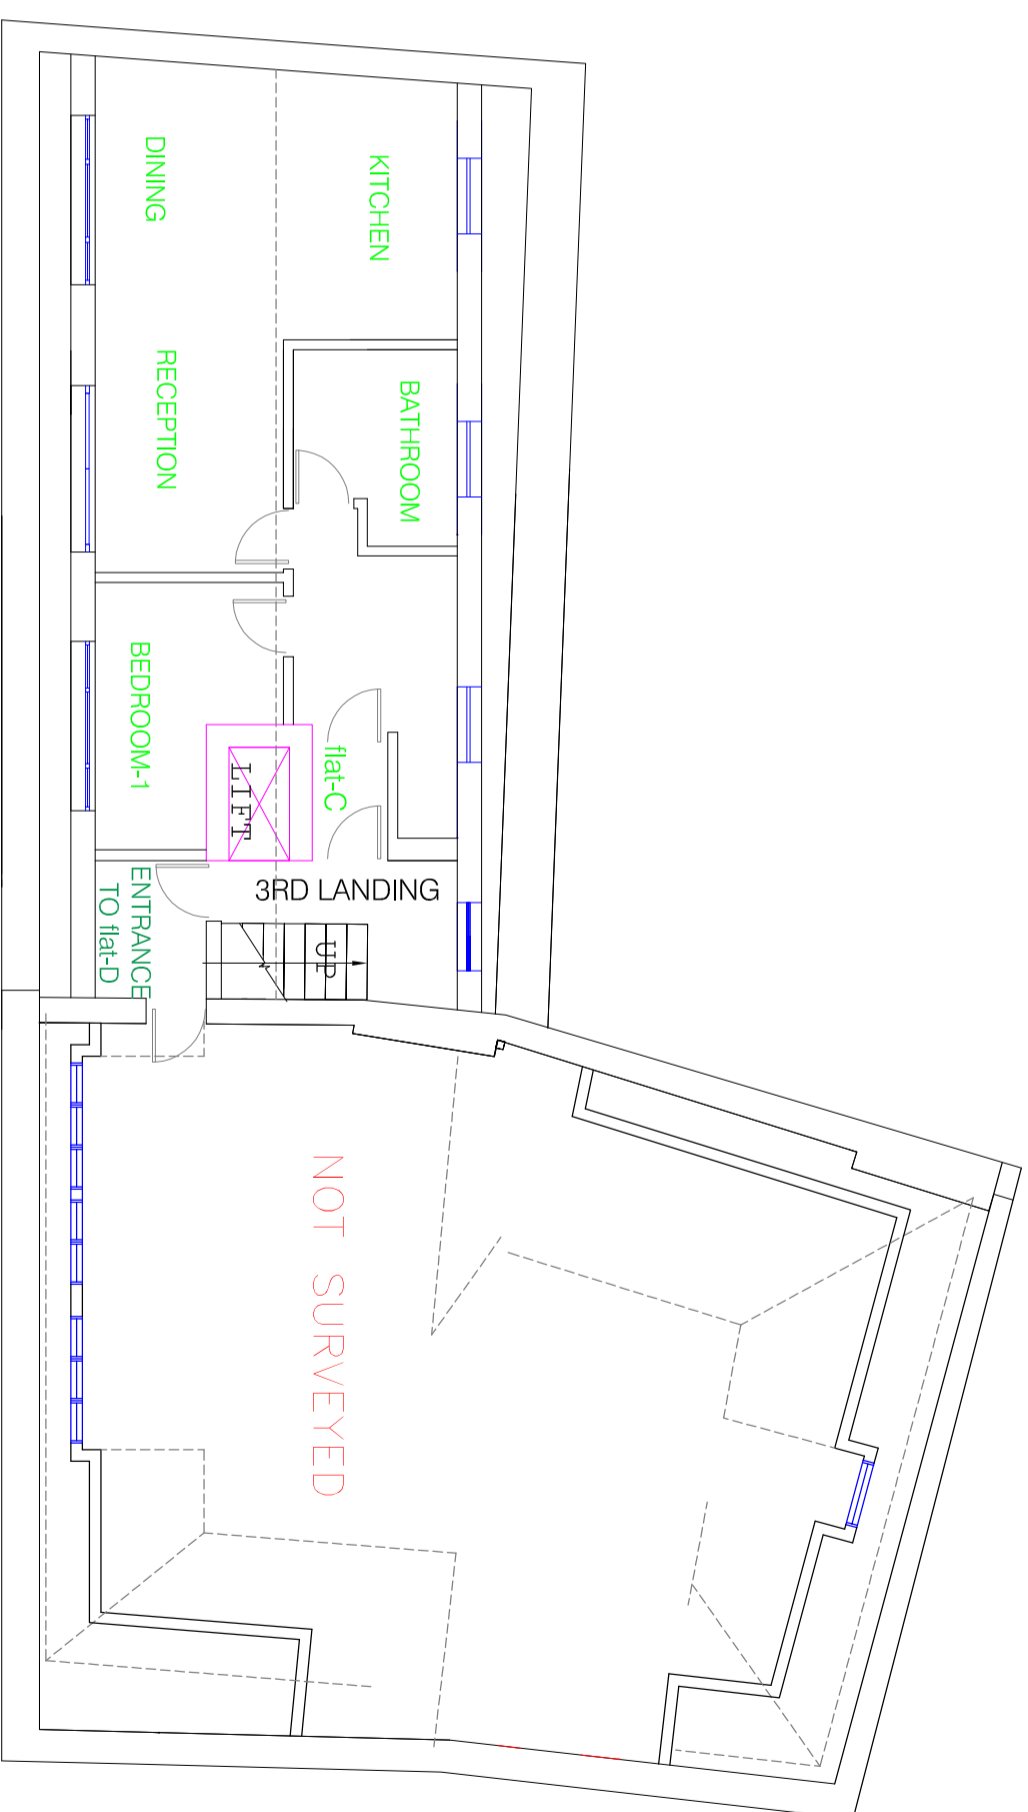 DINING
KITCHEN
RECEPTION
BATHROOM
BEDROOM-1
flat-C
LIFT
3RD LANDING
ENTRANCE
TO flat-D
UP
NOT SURVEYED